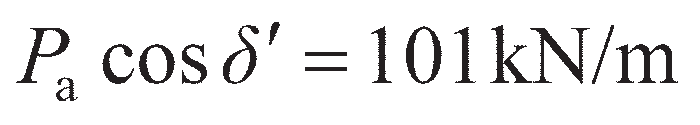 Pₐ cos δ′ = 101 kN/m